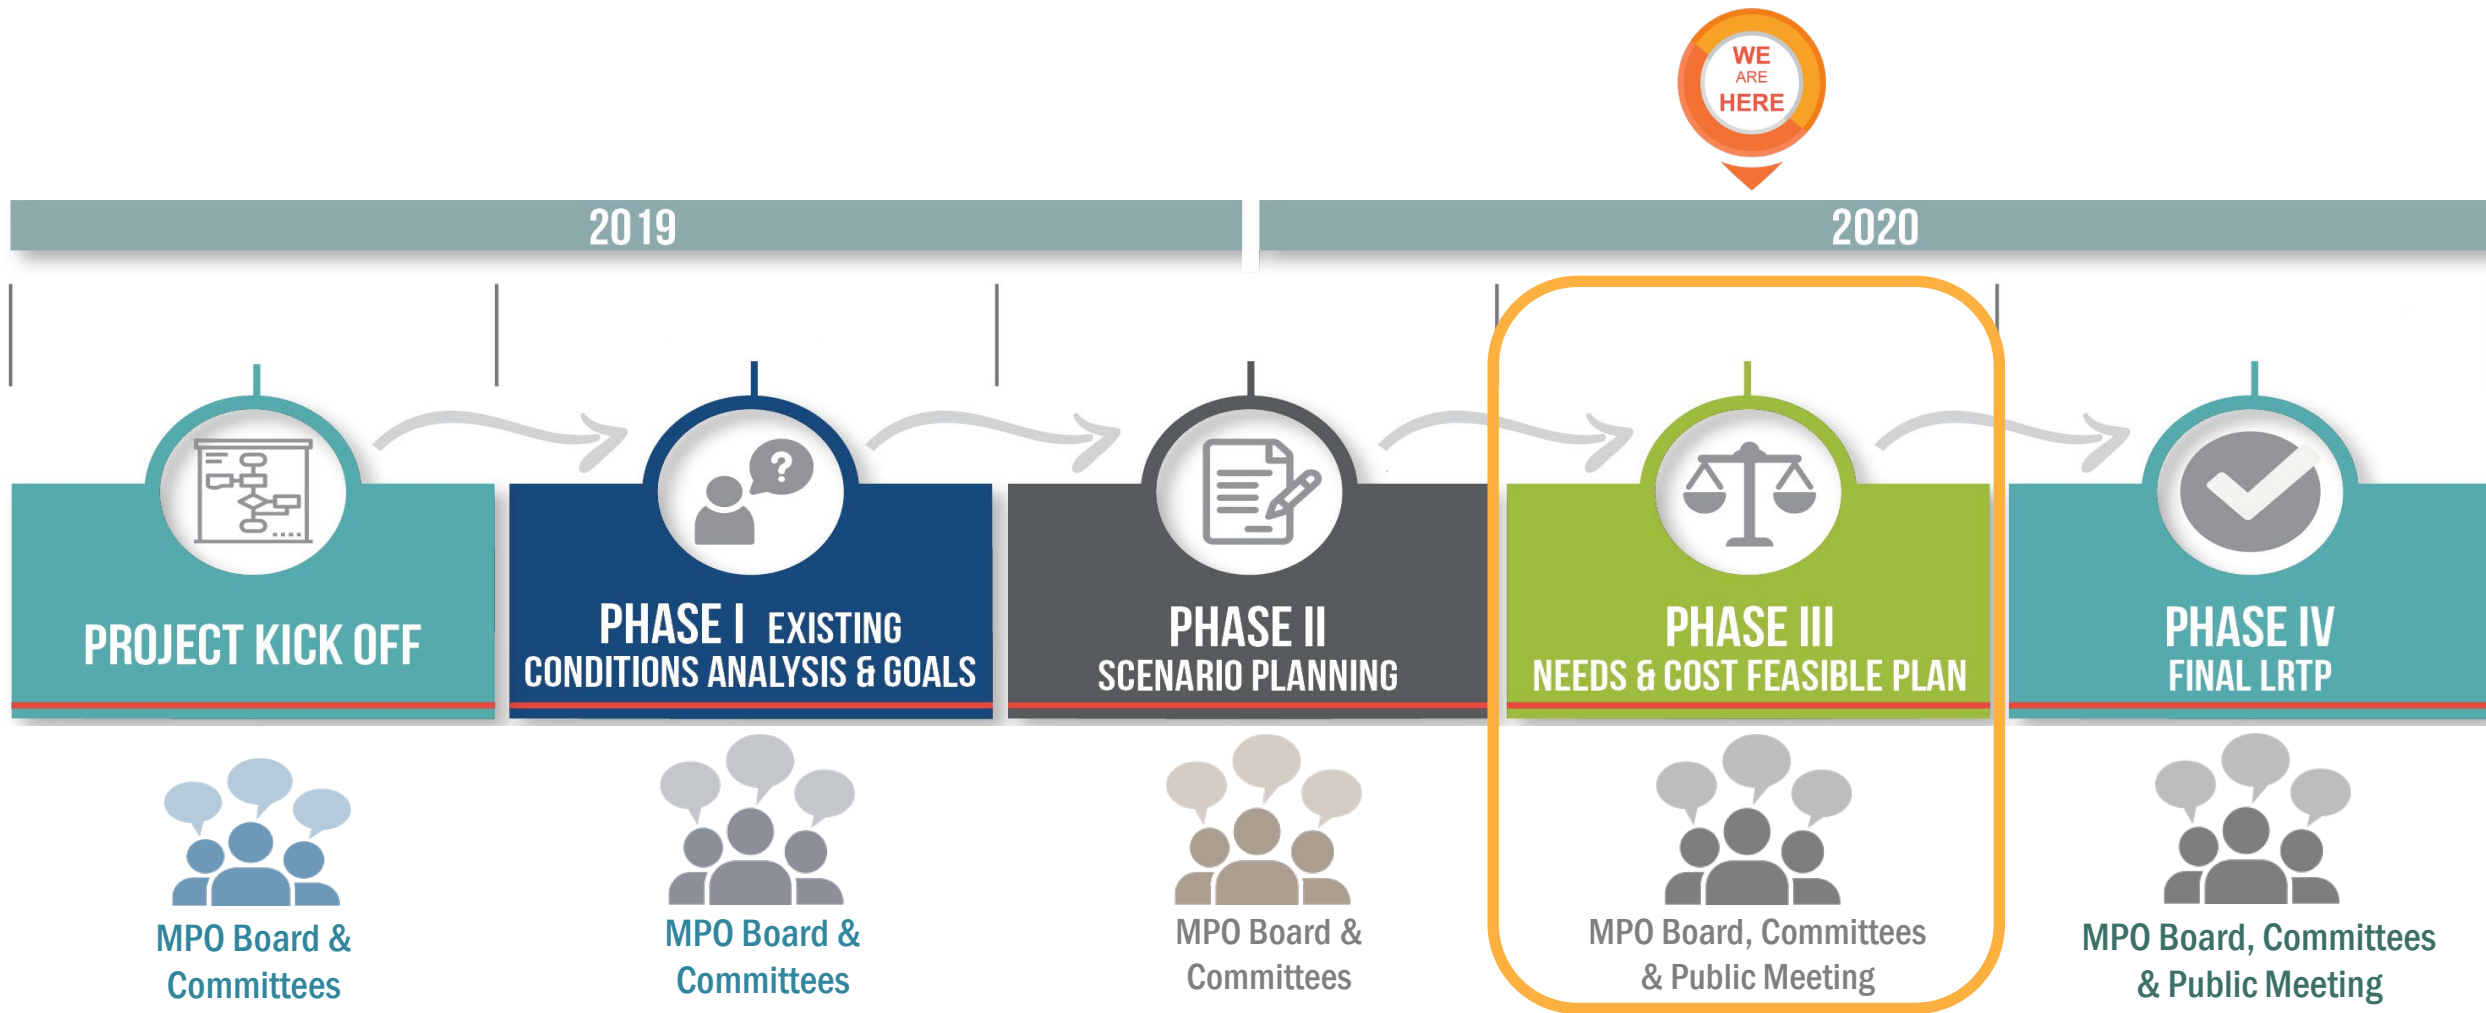 WE
ARE
HERE
2019
2020
PROJECT KICK OFF
PHASE I EXISTING
CONDITIONS ANALYSIS & GOALS
PHASE II
SCENARIO PLANNING
PHASE III
NEEDS & COST FEASIBLE PLAN
PHASE IV
FINAL LRTP
?
MPO Board &
Committees
MPO Board &
Committees
MPO Board &
Committees
MPO Board, Committees
& Public Meeting
MPO Board, Committees
& Public Meeting